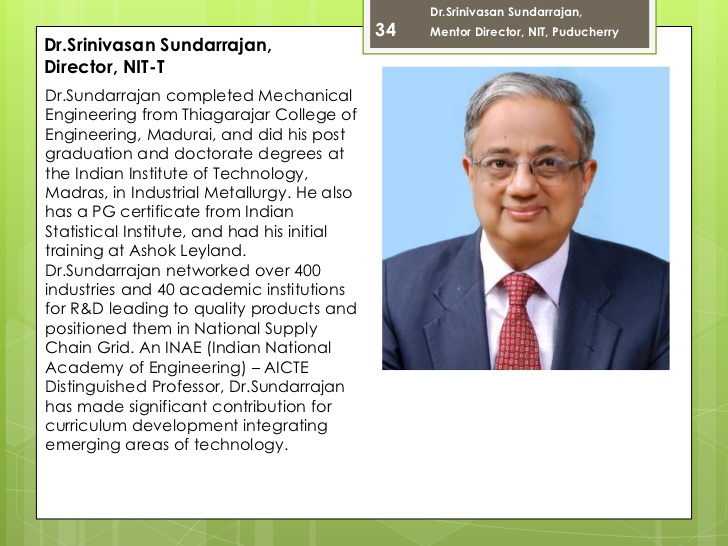 34
Dr.Srinivasan Sundarrajan,
Mentor Director, NIT, Puducherry
Dr.Srinivasan Sundarrajan,
Director, NIT-T
Dr.Sundarrajan completed Mechanical
Engineering from Thiagarajar College of
Engineering, Madurai, and did his post
graduation and doctorate degrees at
the Indian Institute of Technology,
Madras, in Industrial Metallurgy. He also
has a PG certificate from Indian
Statistical Institute, and had his initial
training at Ashok Leyland.
Dr.Sundarrajan networked over 400
industries and 40 academic institutions
for R&D leading to quality products and
positioned them in National Supply
Chain Grid. An INAE (Indian National
Academy of Engineering) – AICTE
Distinguished Professor, Dr.Sundarrajan
has made significant contribution for
curriculum development integrating
emerging areas of technology.